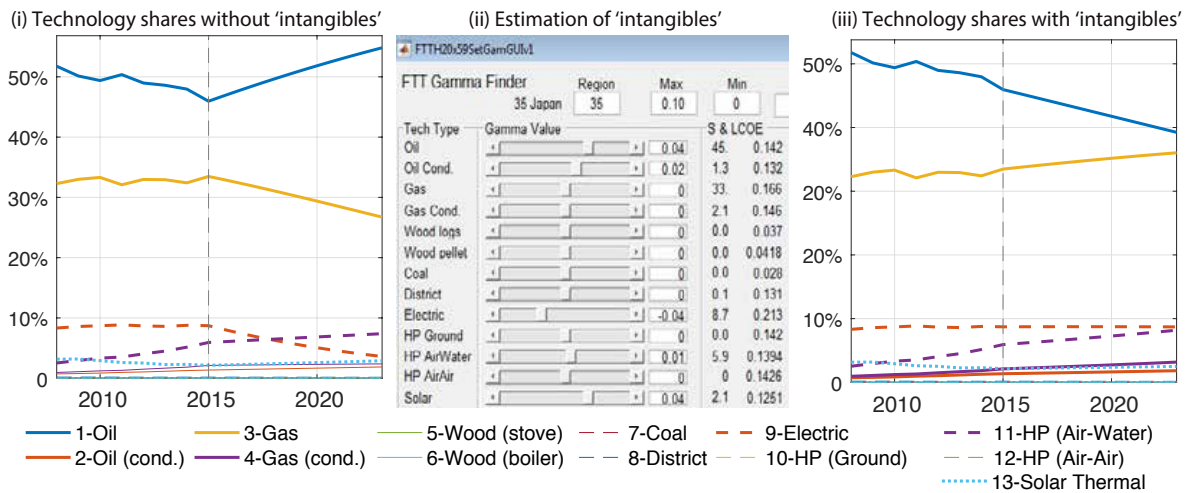 (i) Technology shares without ‘intangibles’
50%
40%
30%
20%
10%
0
2010
2015
2020
(ii) Estimation of ‘intangibles’
FTTH20x59SetGamGUIv1
FTT Gamma Finder
Region
Max
Min
35 Japan
35
0.10
0
Tech Type
Gamma Value
S & LCOE
Oil
0.04
45.
0.142
Oil Cond.
0.02
1.3
0.132
Gas
0
33.
0.166
Gas Cond.
0
2.1
0.146
Wood logs
0
0.0
0.037
Wood pellet
0
0.0
0.0418
Coal
0
0.0
0.028
District
0
0.1
0.131
Electric
-0.04
8.7
0.213
HP Ground
0
0.0
0.142
HP AirWater
0.01
5.9
0.1394
HP AirAir
0
0
0.1426
Solar
0.04
2.1
0.1251
(iii) Technology shares with ‘intangibles’
50%
40%
20%
20%
10%
0
2010
2015
2020
1-Oil
3-Gas
5-Wood (stove)
7-Coal
9-Electric
11-HP (Air-Water)
2-Oil (cond.)
4-Gas (cond.)
6-Wood (boiler)
8-District
10-HP (Ground)
12-HP (Air-Air)
13-Solar Thermal